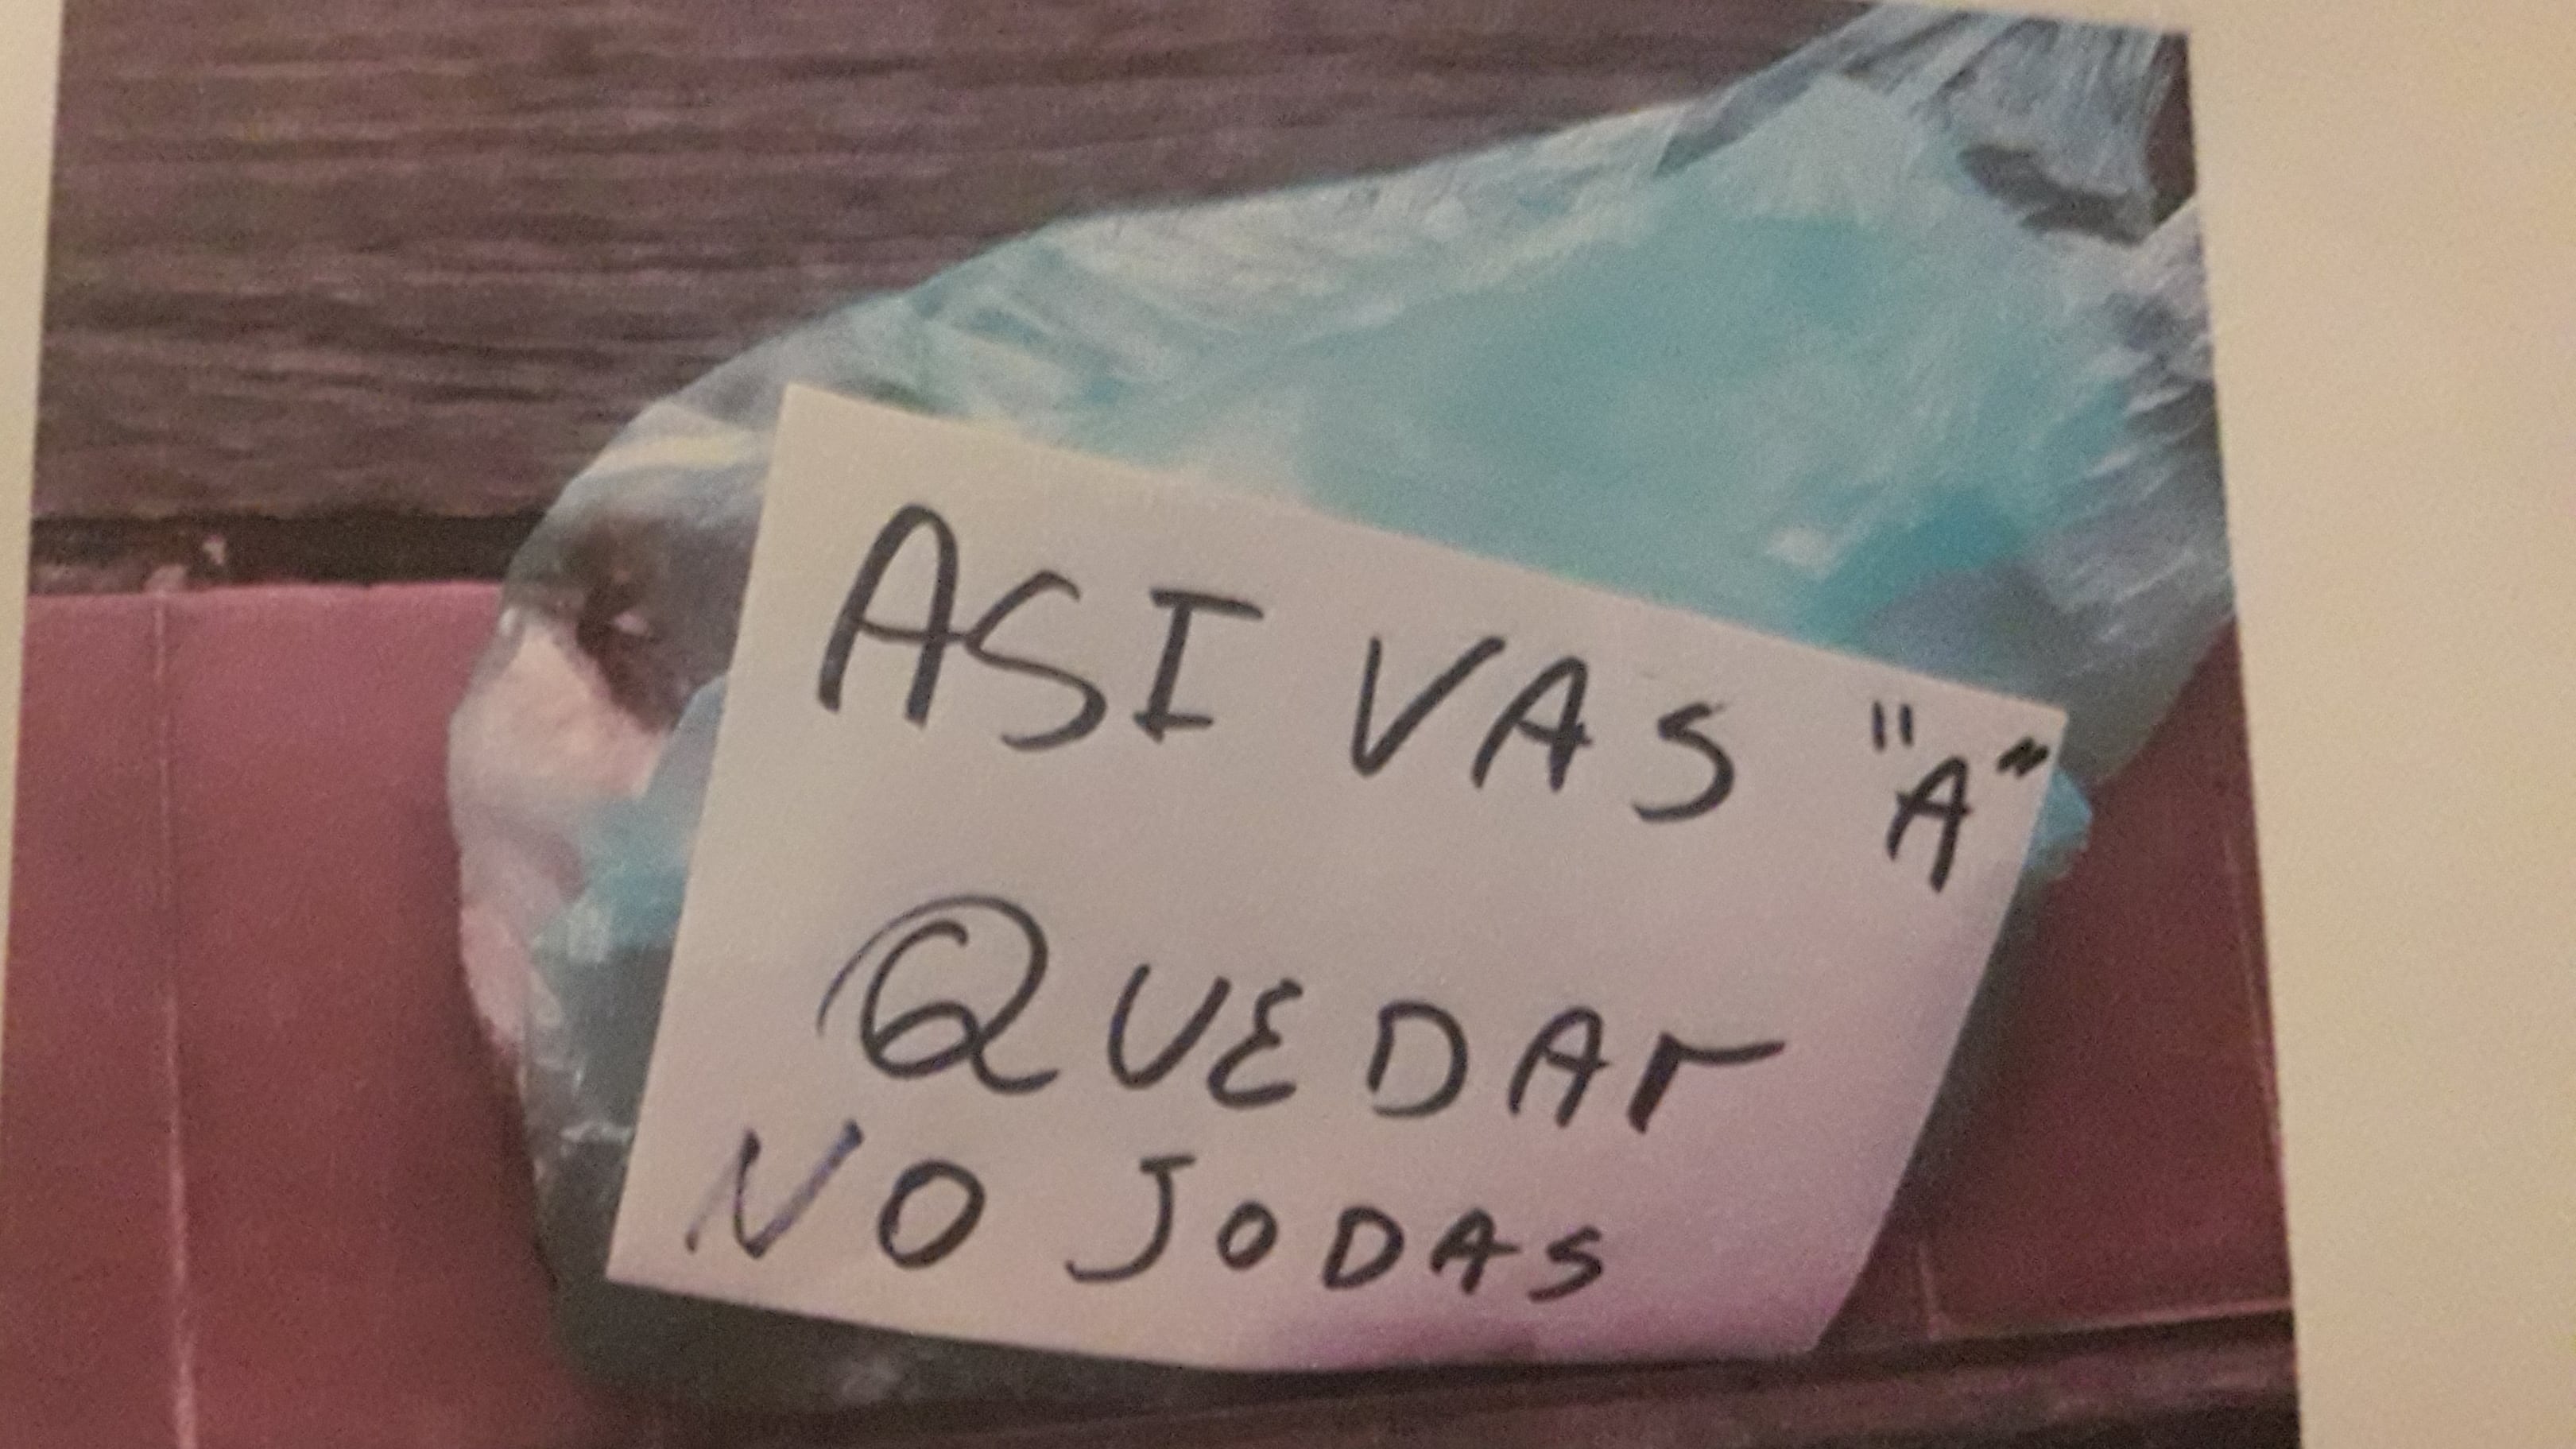 ASI VAS "A"
QUEDAr
NO JODAS